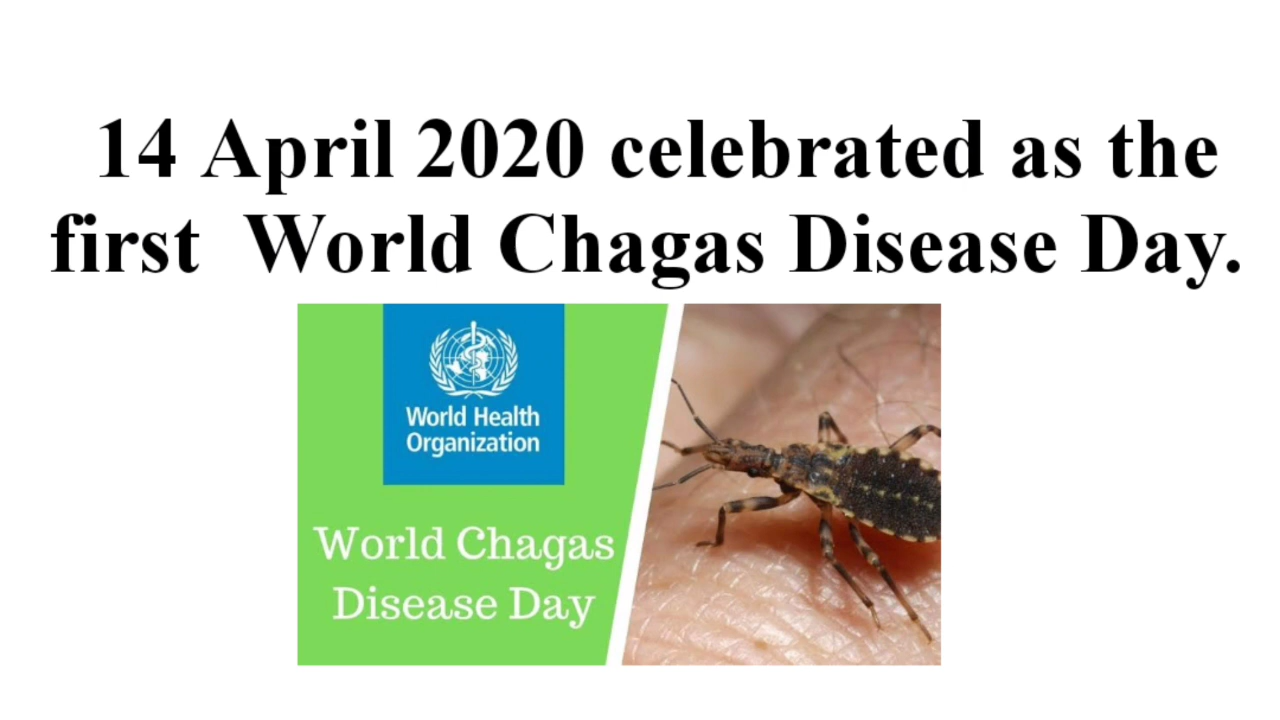 14 April 2020 celebrated as the
first World Chagas Disease Day.
World Health
Organization
World Chagas
Disease Day